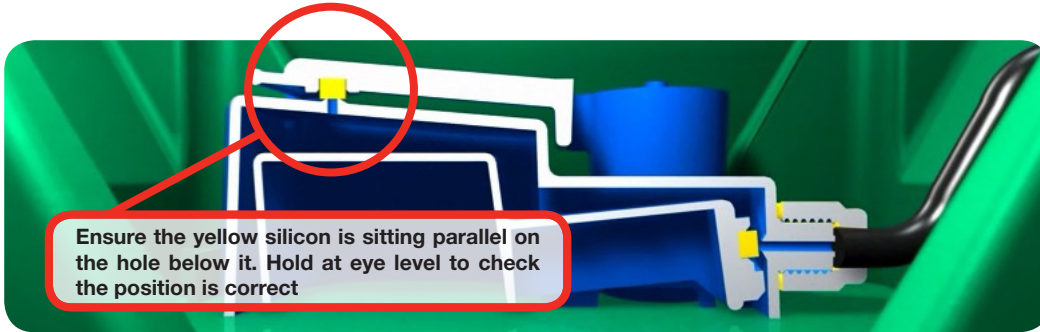 Ensure the yellow silicon is sitting parallel on
the hole below it. Hold at eye level to check
the position is correct